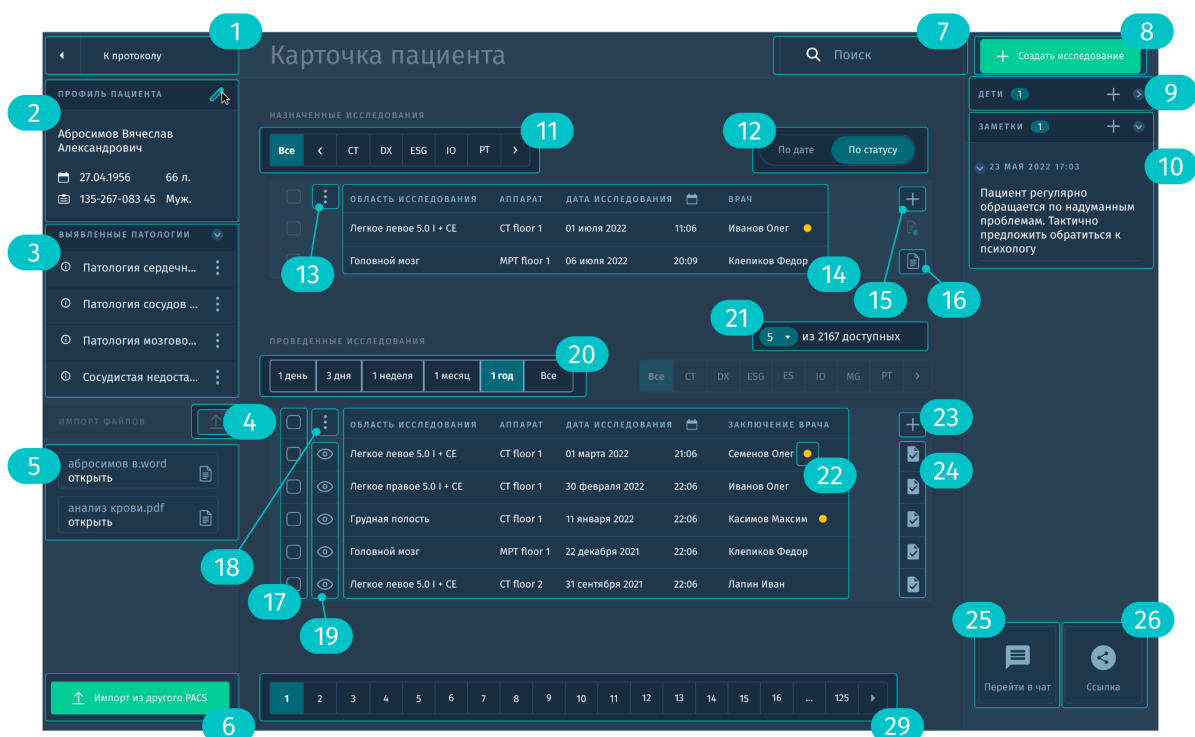 1
К протоколу
Карточка пациента
7
Поиск
8
Создать исследование
2
ПРОФИЛЬ ПАЦИЕНТА
Абросимов Вячеслав
Александрович
27.04.1956 66 л.
135-267-083 45 Муж.
3
ВЫЯВЛЕННЫЕ ПАТОЛОГИИ
Патология сердечн...
Патология сосудов ...
Патология мозгово...
Сосудистая недоста...
ИМПОРТ ФАЙЛОВ
4
5
абросимов в.word
открыть
анализ крови.pdf
открыть
Импорт из другого PACS
6
НАЗНАЧЕННЫЕ ИССЛЕДОВАНИЯ
11
Все CT DX ESG IO PT
12
По дате По статусу
13
ОБЛАСТЬ ИССЛЕДОВАНИЯ АППАРАТ ДАТА ИССЛЕДОВАНИЯ ВРАЧ
Легкое левое 5.0 I + CE CT floor 1 01 июля 2022 11:06 Иванов Олег
Головной мозг МРТ floor 1 06 июля 2022 20:09 Клепиков Федор
14
15
16
21
5 из 2167 доступных
ПРОВЕДЕННЫЕ ИССЛЕДОВАНИЯ
20
1 день 3 дня 1 неделя 1 месяц 1 год Все
Все CT DX ESG ES IO MG PT
ОБЛАСТЬ ИССЛЕДОВАНИЯ АППАРАТ ДАТА ИССЛЕДОВАНИЯ ЗАКЛЮЧЕНИЕ ВРАЧА
23
Легкое левое 5.0 I + CE CT floor 1 01 марта 2022 21:06 Семенов Олег
22
24
Легкое правое 5.0 I + CE CT floor 1 30 февраля 2022 22:06 Иванов Олег
Грудная полость CT floor 1 11 января 2022 22:06 Касимов Максим
Головной мозг МРТ floor 1 22 декабря 2021 22:06 Клепиков Федор
Легкое левое 5.0 I + CE CT floor 2 31 сентября 2021 22:06 Лапин Иван
18
17
19
1 2 3 4 5 6 7 8 9 10 11 12 13 14 15 16 ... 125
29
ДЕТИ 1
9
ЗАМЕТКИ 1
10
23 МАЯ 2022 17:03
Пациент регулярно
обращается по надуманным
проблемам. Тактично
предложить обратиться к
психологу
25
Перейти в чат
26
Ссылка